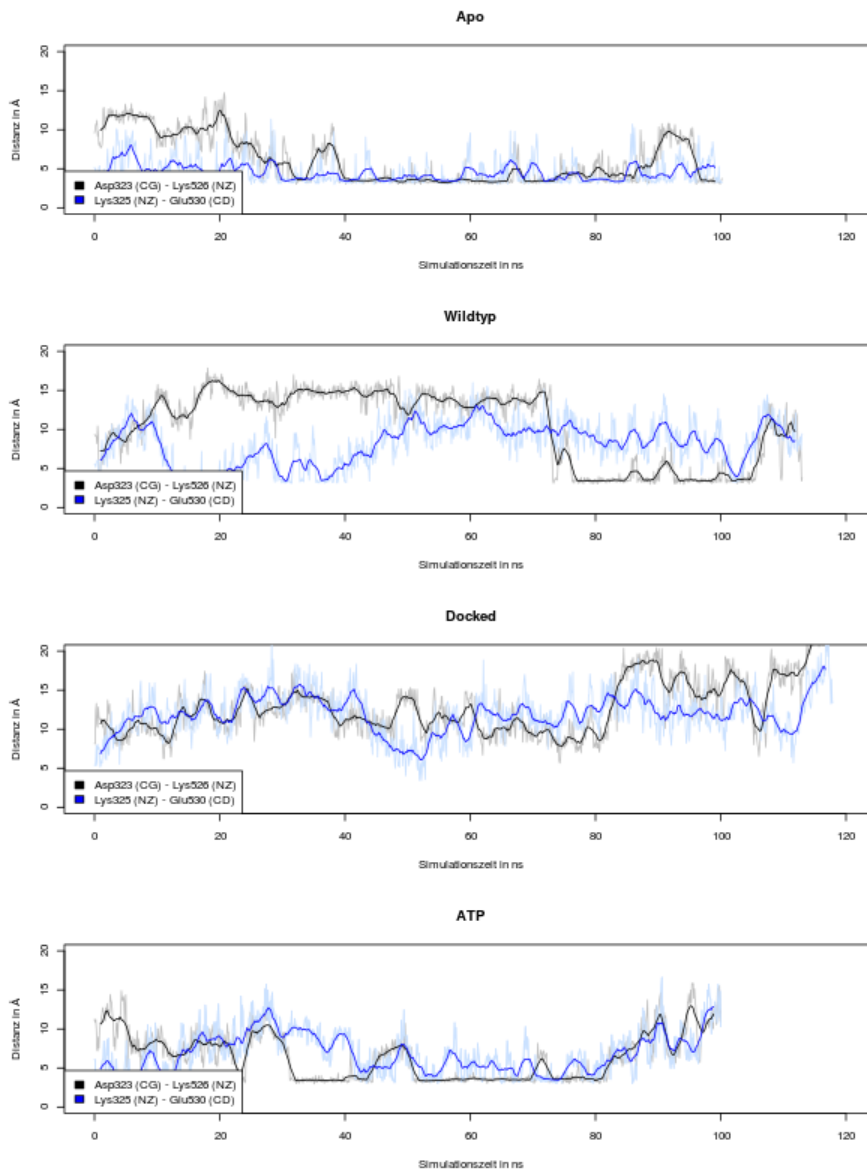 Apo
Distanz in Å
20
15
10
5
0
Asp323 (CG) - Lys526 (NZ)
Lys325 (NZ) - Glu530 (CD)
0 20 40 60 80 100 120
Simulationszeit in ns
Wildtyp
Distanz in Å
20
15
10
5
0
Asp323 (CG) - Lys526 (NZ)
Lys325 (NZ) - Glu530 (CD)
0 20 40 60 80 100 120
Simulationszeit in ns
Docked
Distanz in Å
20
15
10
5
0
Asp323 (CG) - Lys526 (NZ)
Lys325 (NZ) - Glu530 (CD)
0 20 40 60 80 100 120
Simulationszeit in ns
ATP
Distanz in Å
20
15
10
5
0
Asp323 (CG) - Lys526 (NZ)
Lys325 (NZ) - Glu530 (CD)
0 20 40 60 80 100 120
Simulationszeit in ns